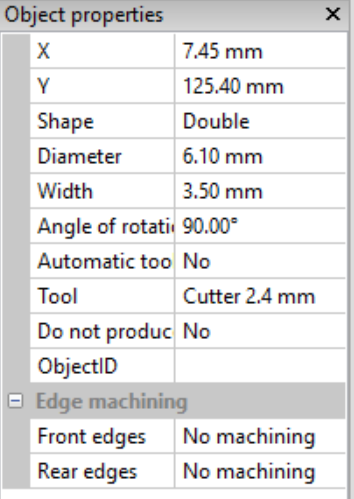 Object properties
X 7.45 mm
Y 125.40 mm
Shape Double
Diameter 6.10 mm
Width 3.50 mm
Angle of rotati 90.00°
Automatic too No
Tool Cutter 2.4 mm
Do not produc No
ObjectID
Edge machining
Front edges No machining
Rear edges No machining